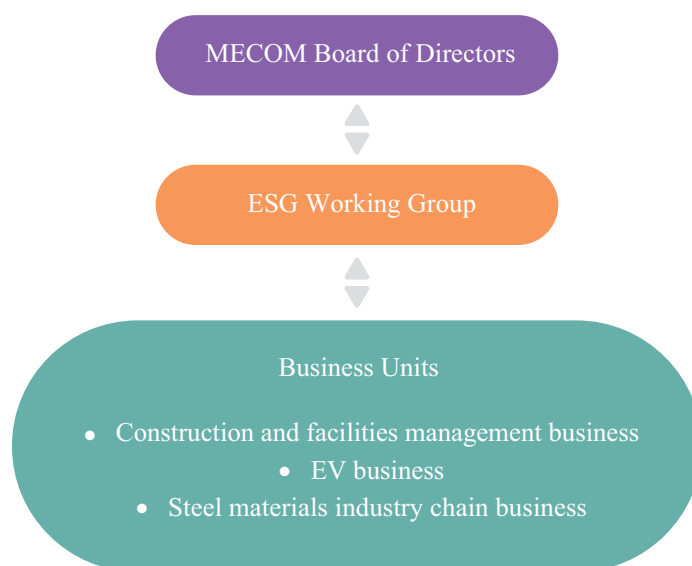 MECOM Board of Directors
ESG Working Group
Business Units
• Construction and facilities management business
• EV business
• Steel materials industry chain business